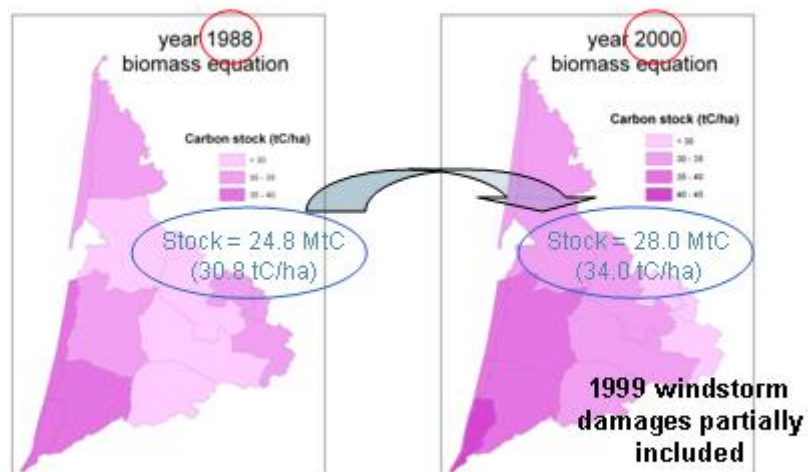 year 1988
biomass equation
Carbon stock (tC/ha)
< 30
30 - 35
35 - 40
Stock = 24.8 MtC
(30.8 tC/ha)
year 2000
biomass equation
Carbon stock (tC/ha)
< 30
30 - 35
35 - 40
40 - 45
Stock = 28.0 MtC
(34.0 tC/ha)
1999 windstorm
damages partially
included